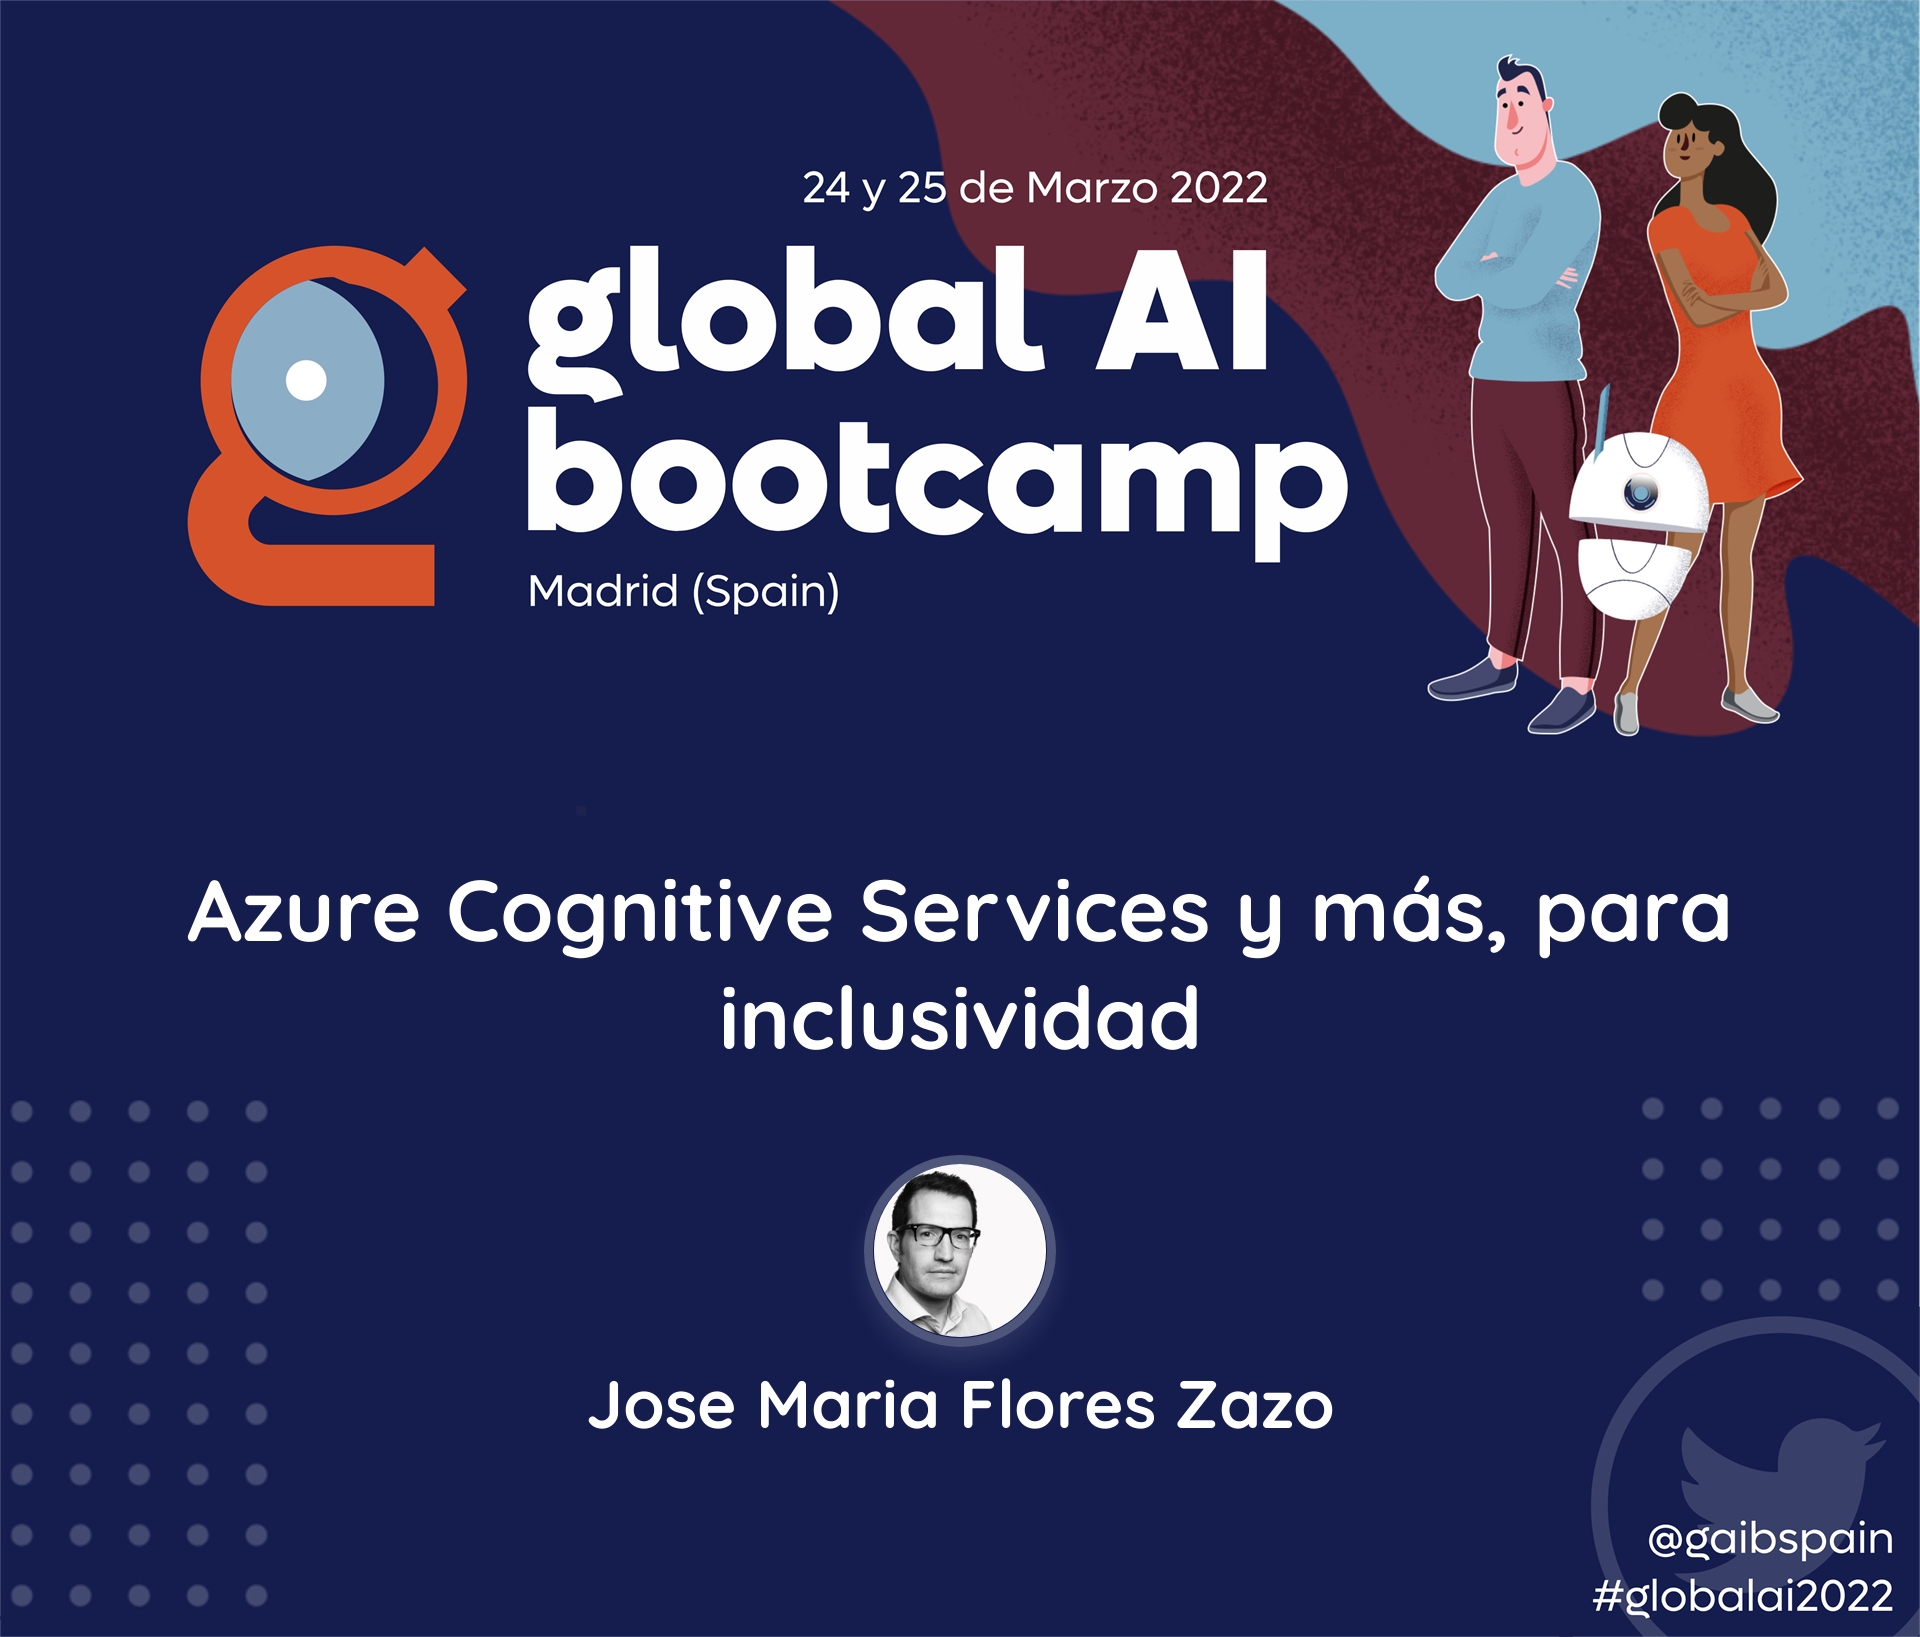 24 y 25 de Marzo 2022
global AI
bootcamp
Madrid (Spain)
Azure Cognitive Services y más, para
inclusividad
Jose Maria Flores Zazo
@gaibspain
#globalai2022